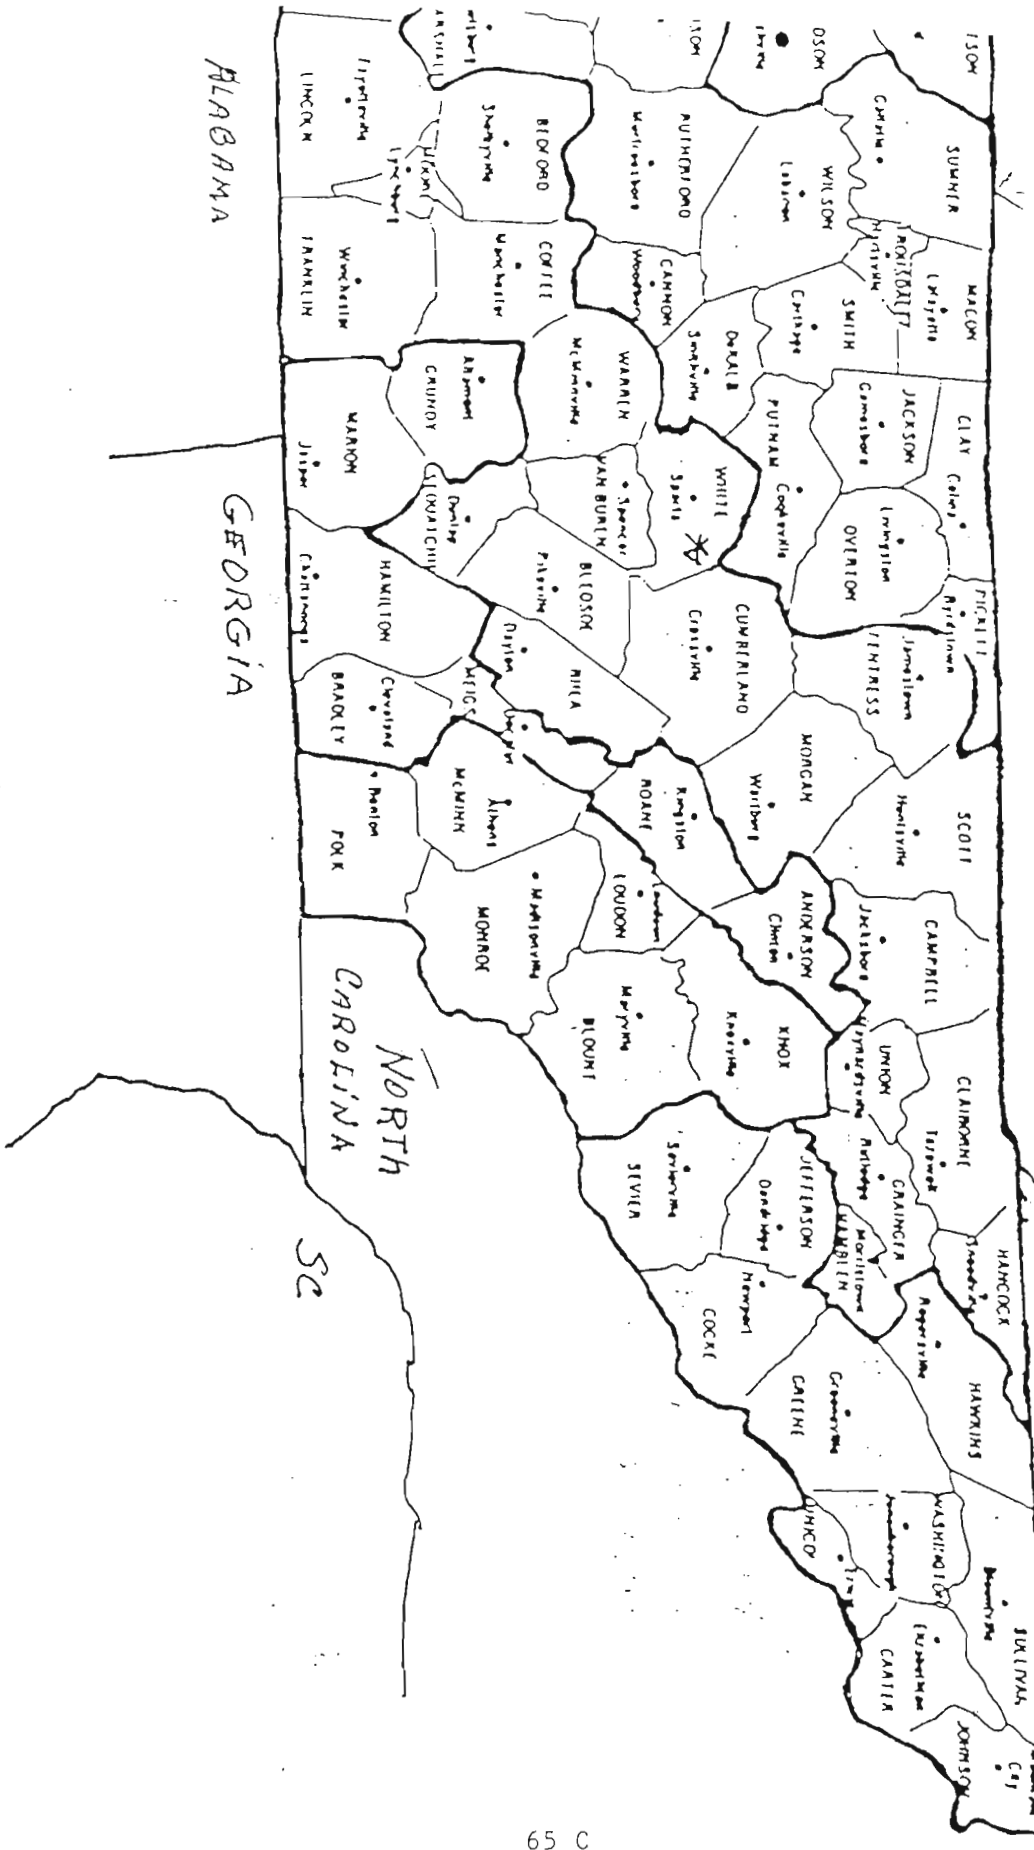 SUMNER
MACON
Lafayette
CLAY
Celina
PICKETT
Byrdstown
SCOTT
Huntsville
CAMPBELL
Jacksboro
CLAIBORNE
Tazewell
HANCOCK
HAWKINS
Rogersville
SULLIVAN
JOHNSON
SMITH
Carthage
JACKSON
Gainesboro
OVERTON
Livingston
FENTRESS
Jamestown
UNION
Maynardville
GRAINGER
Rutledge
HAMBLEN
Morristown
WASHINGTON
Jonesborough
CARTER
Elizabethton
WILSON
Lebanon
DEKALB
Smithville
PUTNAM
Cookeville
CUMBERLAND
Crossville
MORGAN
Wartburg
ANDERSON
Clinton
KNOX
Knoxville
JEFFERSON
Dandridge
GREENE
Greeneville
UNICOI
RUTHERFORD
Murfreesboro
CANNON
Woodbury
WARREN
McMinnville
WHITE
Sparta
VAN BUREN
Spencer
BLEDSOE
Pikeville
RHEA
Dayton
ROANE
Kingston
LOUDON
Loudon
BLOUNT
Maryville
SEVIER
Sevierville
COCKE
Newport
BEDFORD
Shelbyville
COFFEE
Manchester
GRUNDY
Altamont
SEQUATCHIE
Dunlap
MEIGS
Decatur
McMINN
Athens
MONROE
Madisonville
LINCOLN
Fayetteville
Lynchburg
FRANKLIN
Winchester
MARION
Jasper
HAMILTON
Chattanooga
BRADLEY
Cleveland
POLK
Benton
ALABAMA
GEORGIA
NORTH
CAROLINA
SC
65 C